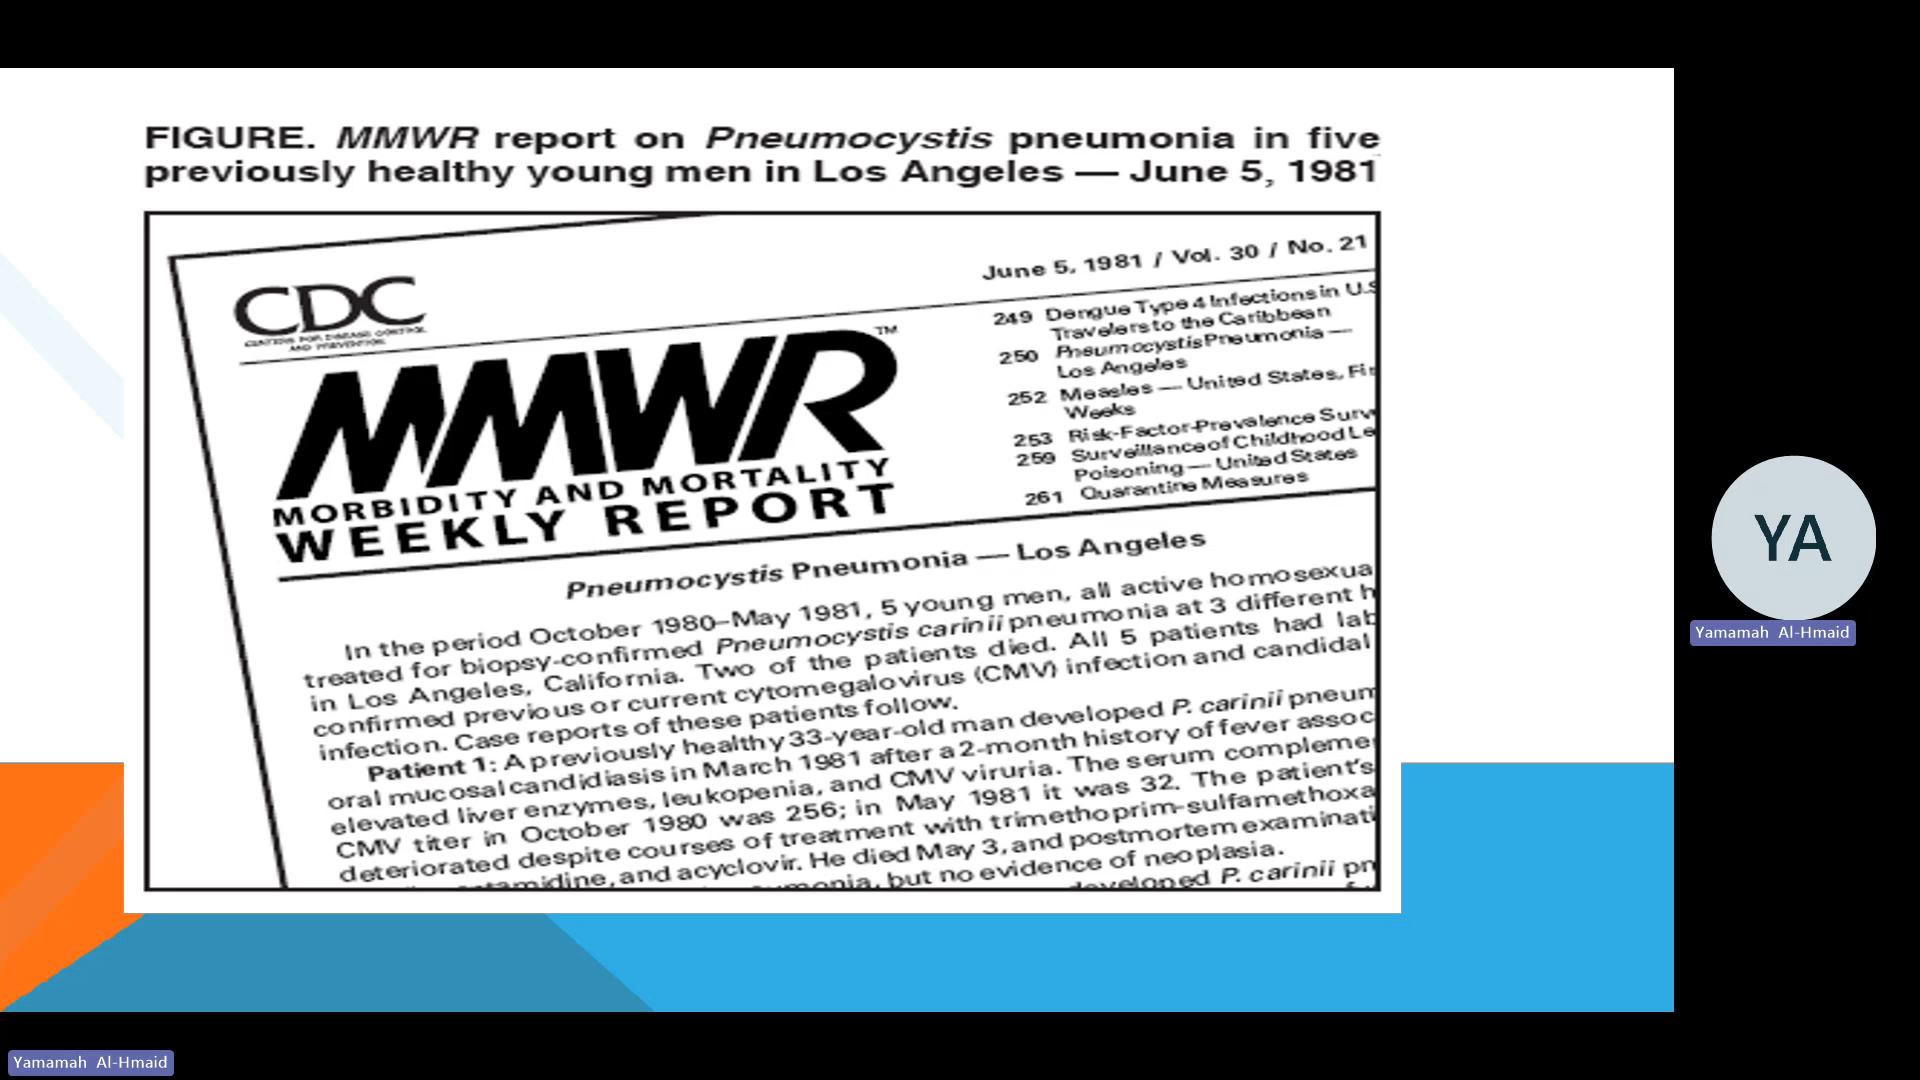 FIGURE. MMWR report on Pneumocystis pneumonia in five
previously healthy young men in Los Angeles — June 5, 1981
June 5, 1981 / Vol. 30 / No. 21
CDC
CENTERS FOR DISEASE CONTROL
AND PREVENTION
MMWR™
MORBIDITY AND MORTALITY
WEEKLY REPORT
249 Dengue Type 4 Infections in U.S
Travelers to the Caribbean
250 Pneumocystis Pneumonia —
Los Angeles
252 Measles — United States, Fi
Weeks
253 Risk-Factor-Prevalence Surv
259 Surveillance of Childhood Le
Poisoning — United States
261 Quarantine Measures
Pneumocystis Pneumonia — Los Angeles
In the period October 1980–May 1981, 5 young men, all active homosexua
treated for biopsy-confirmed Pneumocystis carinii pneumonia at 3 different h
in Los Angeles, California. Two of the patients died. All 5 patients had lab
confirmed previous or current cytomegalovirus (CMV) infection and candidal
infection. Case reports of these patients follow.
Patient 1: A previously healthy 33-year-old man developed P. carinii pneum
oral mucosal candidiasis in March 1981 after a 2-month history of fever assoc
elevated liver enzymes, leukopenia, and CMV viruria. The serum compleme
CMV titer in October 1980 was 256; in May 1981 it was 32. The patient's
deteriorated despite courses of treatment with trimethoprim-sulfamethoxa
ntamidine, and acyclovir. He died May 3, and postmortem examinati
monia, but no evidence of neoplasia.
developed P. carinii pn
YA
Yamamah Al-Hmaid
Yamamah Al-Hmaid